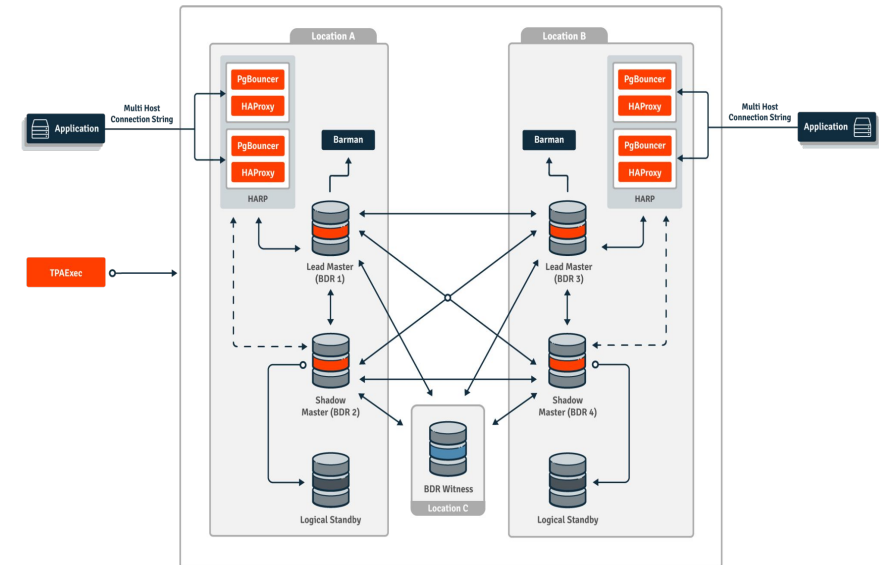 Location A
Location B
PgBouncer
HAProxy
PgBouncer
HAProxy
HARP
PgBouncer
HAProxy
PgBouncer
HAProxy
HARP
Application
Multi Host
Connection String
Multi Host
Connection String
Application
Barman
Barman
TPAExec
Lead Master
(BDR 1)
Lead Master
(BDR 3)
Shadow
Master (BDR 2)
Shadow
Master (BDR 4)
BDR Witness
Location C
Logical Standby
Logical Standby